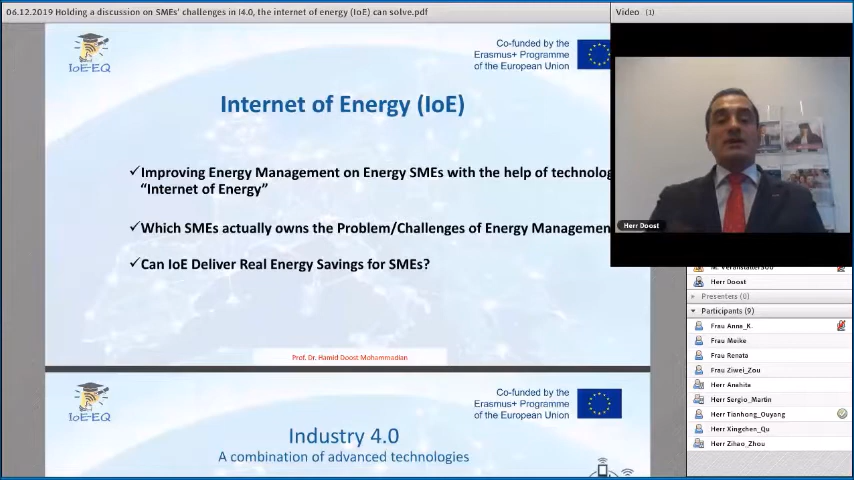 06.12.2019 Holding a discussion on SMEs' challenges in I4.0, the internet of energy (IoE) can solve.pdf
Video (1)
IoE-EQ
Co-funded by the
Erasmus+ Programme
of the European Union
Internet of Energy (IoE)
✓Improving Energy Management on Energy SMEs with the help of technolog
"Internet of Energy"
✓Which SMEs actually owns the Problem/Challenges of Energy Managemen
✓Can IoE Deliver Real Energy Savings for SMEs?
Prof. Dr. Hamid Doost Mohammadian
IoE-EQ
Co-funded by the
Erasmus+ Programme
of the European Union
Industry 4.0
A combination of advanced technologies
Herr Doost
Herr Doost
Presenters (0)
Participants (9)
Frau Anna_K.
Frau Meike
Frau Renata
Frau Ziwei_Zou
Herr Anahita
Herr Sergio_Martin
Herr Tianhong_Ouyang
Herr Xingchen_Qu
Herr Zihao_Zhou